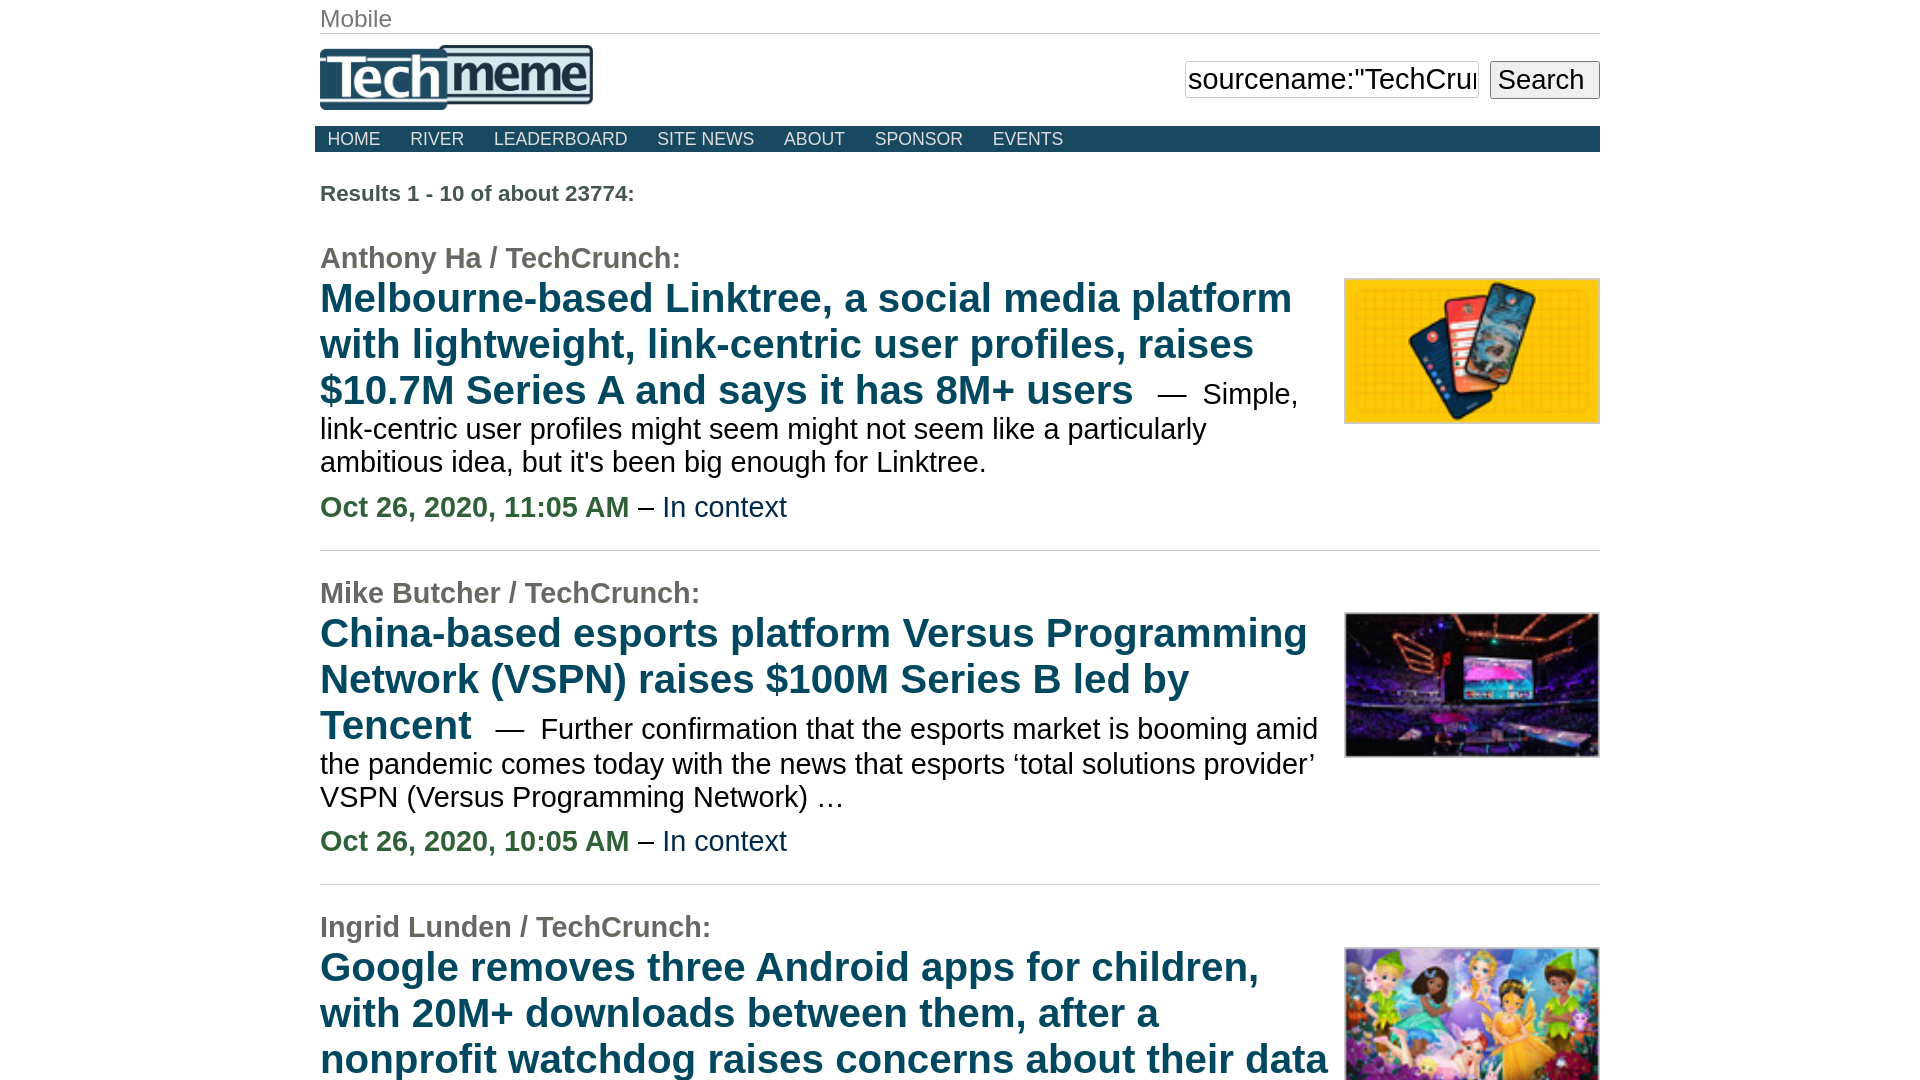 Mobile
Techmeme
sourcename:"TechCru
Search
HOME RIVER LEADERBOARD SITE NEWS ABOUT SPONSOR EVENTS
Results 1 - 10 of about 23774:
Anthony Ha / TechCrunch:
Melbourne-based Linktree, a social media platform
with lightweight, link-centric user profiles, raises
$10.7M Series A and says it has 8M+ users — Simple,
link-centric user profiles might seem might not seem like a particularly
ambitious idea, but it's been big enough for Linktree.
Oct 26, 2020, 11:05 AM – In context
Mike Butcher / TechCrunch:
China-based esports platform Versus Programming
Network (VSPN) raises $100M Series B led by
Tencent — Further confirmation that the esports market is booming amid
the pandemic comes today with the news that esports ‘total solutions provider’
VSPN (Versus Programming Network) …
Oct 26, 2020, 10:05 AM – In context
Ingrid Lunden / TechCrunch:
Google removes three Android apps for children,
with 20M+ downloads between them, after a
nonprofit watchdog raises concerns about their data